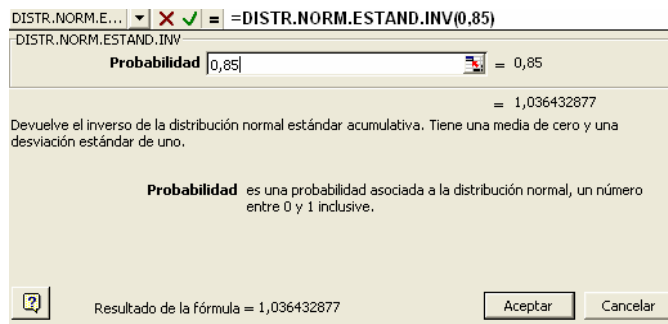 DISTR.NORM.E... =DISTR.NORM.ESTAND.INV(0,85)
DISTR.NORM.ESTAND.INV
Probabilidad 0,85 = 0,85
= 1,036432877
Devuelve el inverso de la distribución normal estándar acumulativa. Tiene una media de cero y una
desviación estándar de uno.
Probabilidad es una probabilidad asociada a la distribución normal, un número
entre 0 y 1 inclusive.
Resultado de la fórmula = 1,036432877 Aceptar Cancelar